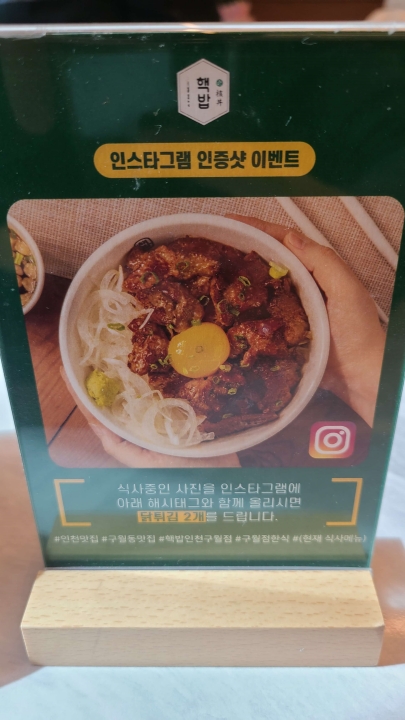 핵밥
인스타그램 인증샷 이벤트
식사중인 사진을 인스타그램에
아래 해시태그와 함께 올리시면
닭튀김 2개를 드립니다.
#인천맛집 #구월동맛집 #핵밥인천구월점 #구월점한식 #(현재 식사메뉴)